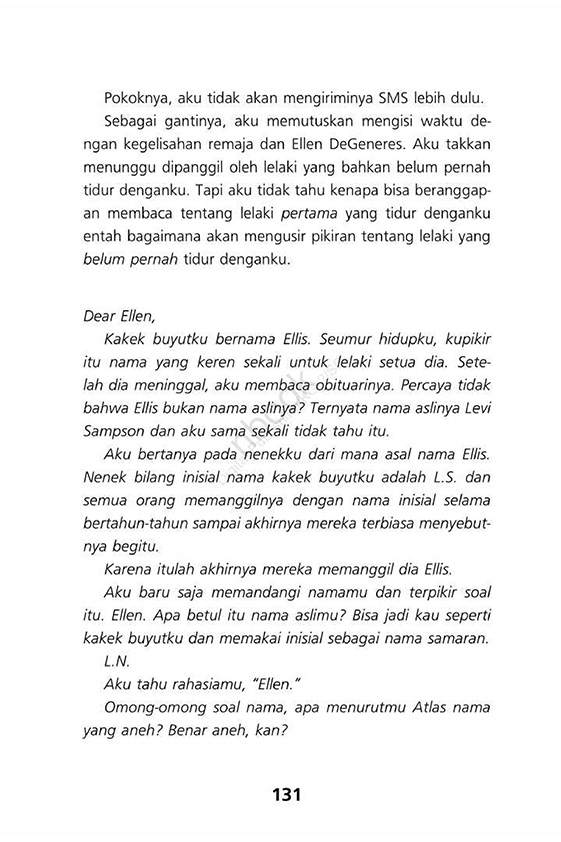 Pokoknya, aku tidak akan mengiriminya SMS lebih dulu.
Sebagai gantinya, aku memutuskan mengisi waktu de-
ngan kegelisahan remaja dan Ellen DeGeneres. Aku takkan
menunggu dipanggil oleh lelaki yang bahkan belum pernah
tidur denganku. Tapi aku tidak tahu kenapa bisa beranggap-
an membaca tentang lelaki pertama yang tidur denganku
entah bagaimana akan mengusir pikiran tentang lelaki yang
belum pernah tidur denganku.
Dear Ellen,
Kakek buyutku bernama Ellis. Seumur hidupku, kupikir
itu nama yang keren sekali untuk lelaki setua dia. Sete-
lah dia meninggal, aku membaca obituarinya. Percaya tidak
bahwa Ellis bukan nama aslinya? Ternyata nama aslinya Levi
Sampson dan aku sama sekali tidak tahu itu.
Aku bertanya pada nenekku dari mana asal nama Ellis.
Nenek bilang inisial nama kakek buyutku adalah L.S. dan
semua orang memanggilnya dengan nama inisial selama
bertahun-tahun sampai akhirnya mereka terbiasa menyebut-
nya begitu.
Karena itulah akhirnya mereka memanggil dia Ellis.
Aku baru saja memandangi namamu dan terpikir soal
itu. Ellen. Apa betul itu nama aslimu? Bisa jadi kau seperti
kakek buyutku dan memakai inisial sebagai nama samaran.
L.N.
Aku tahu rahasiamu, “Ellen.”
Omong-omong soal nama, apa menurutmu Atlas nama
yang aneh? Benar aneh, kan?
131